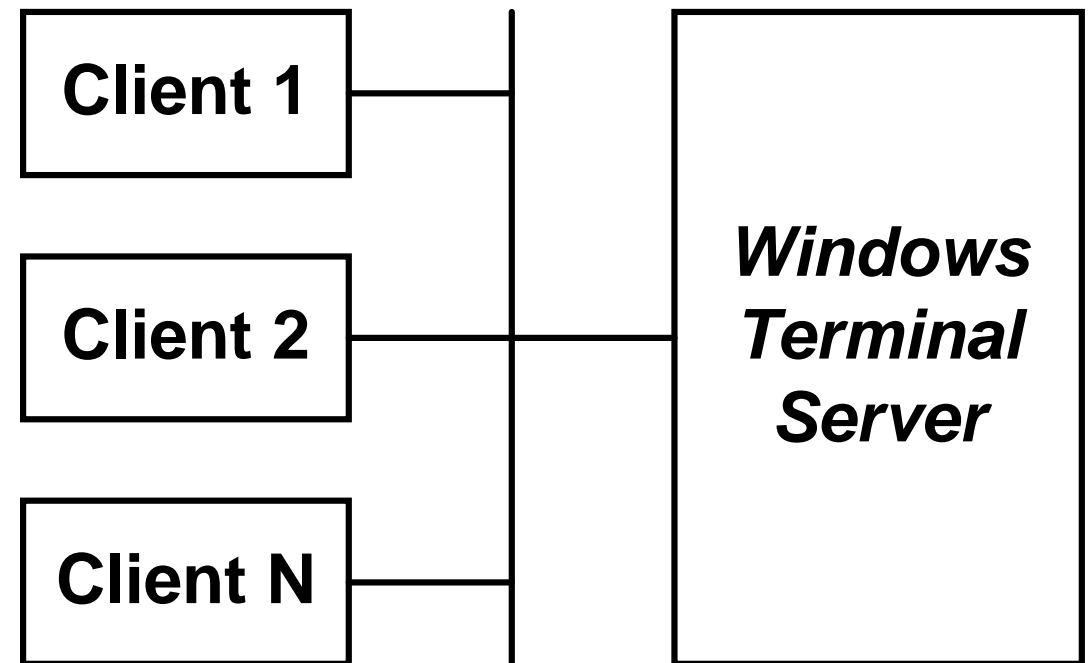 Client 1
Client 2
Client N
Windows
Terminal
Server